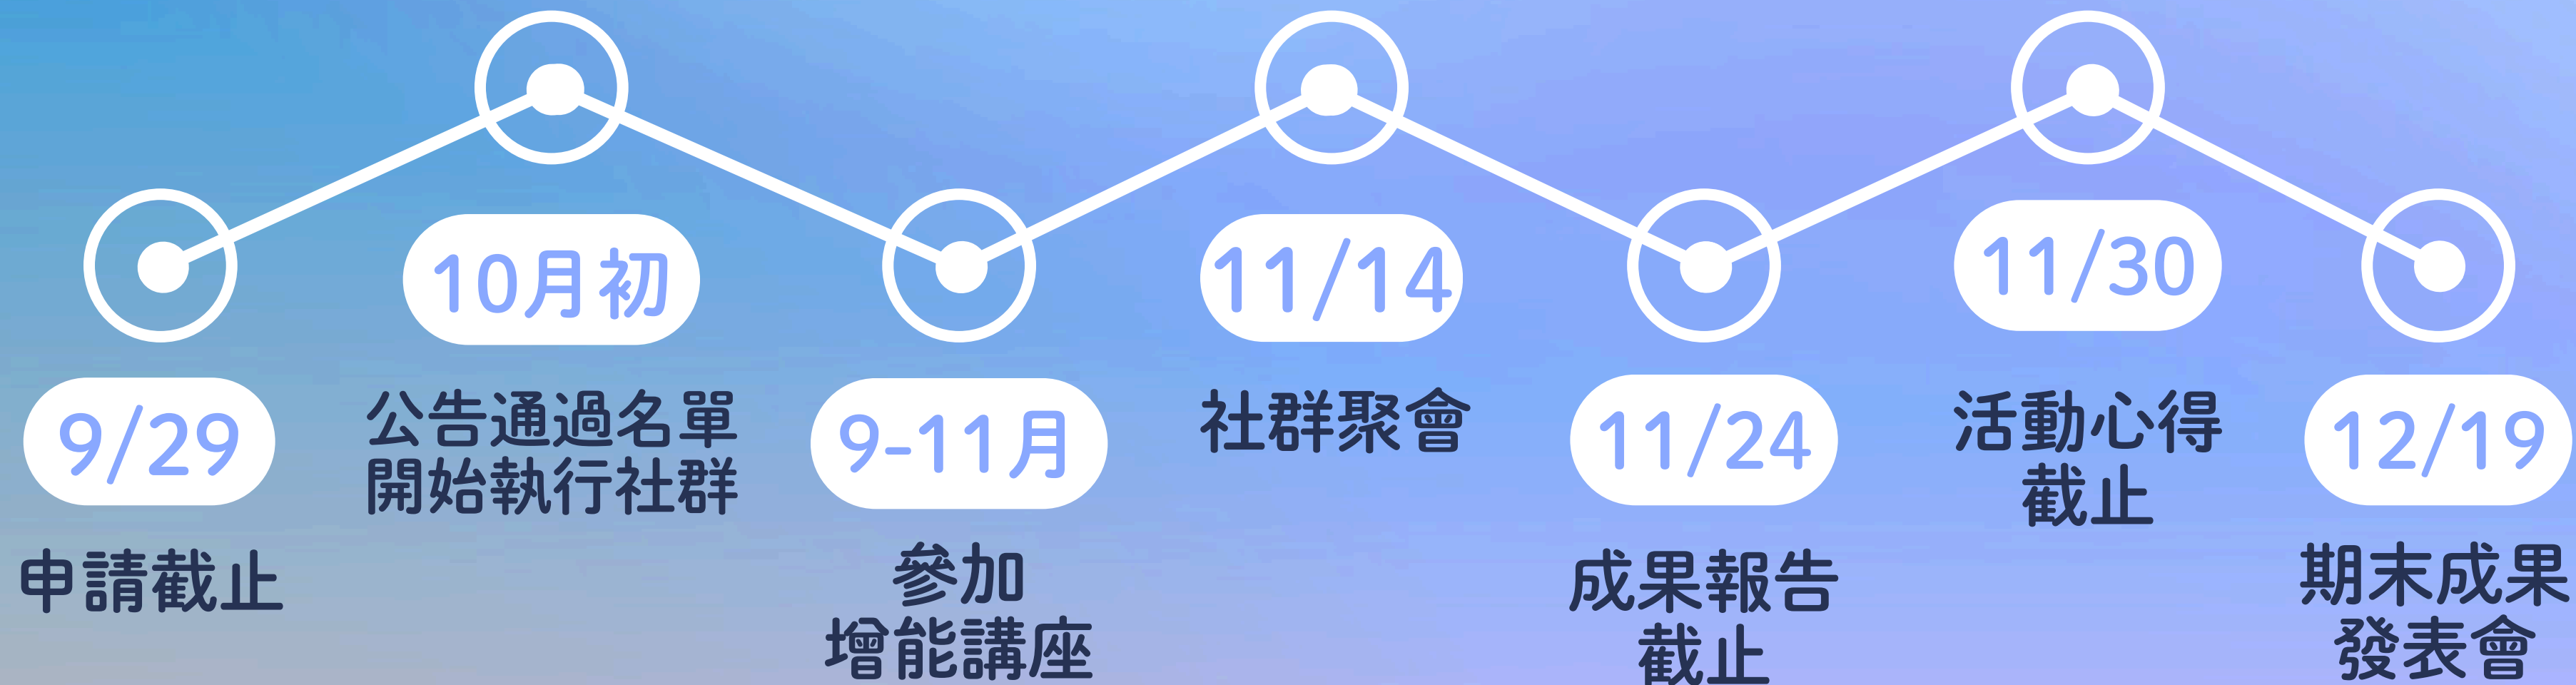 9/29
申請截止
10月初
公告通過名單
開始執行社群
9-11月
參加
增能講座
11/14
社群聚會
11/24
成果報告
截止
11/30
活動心得
截止
12/19
期末成果
發表會